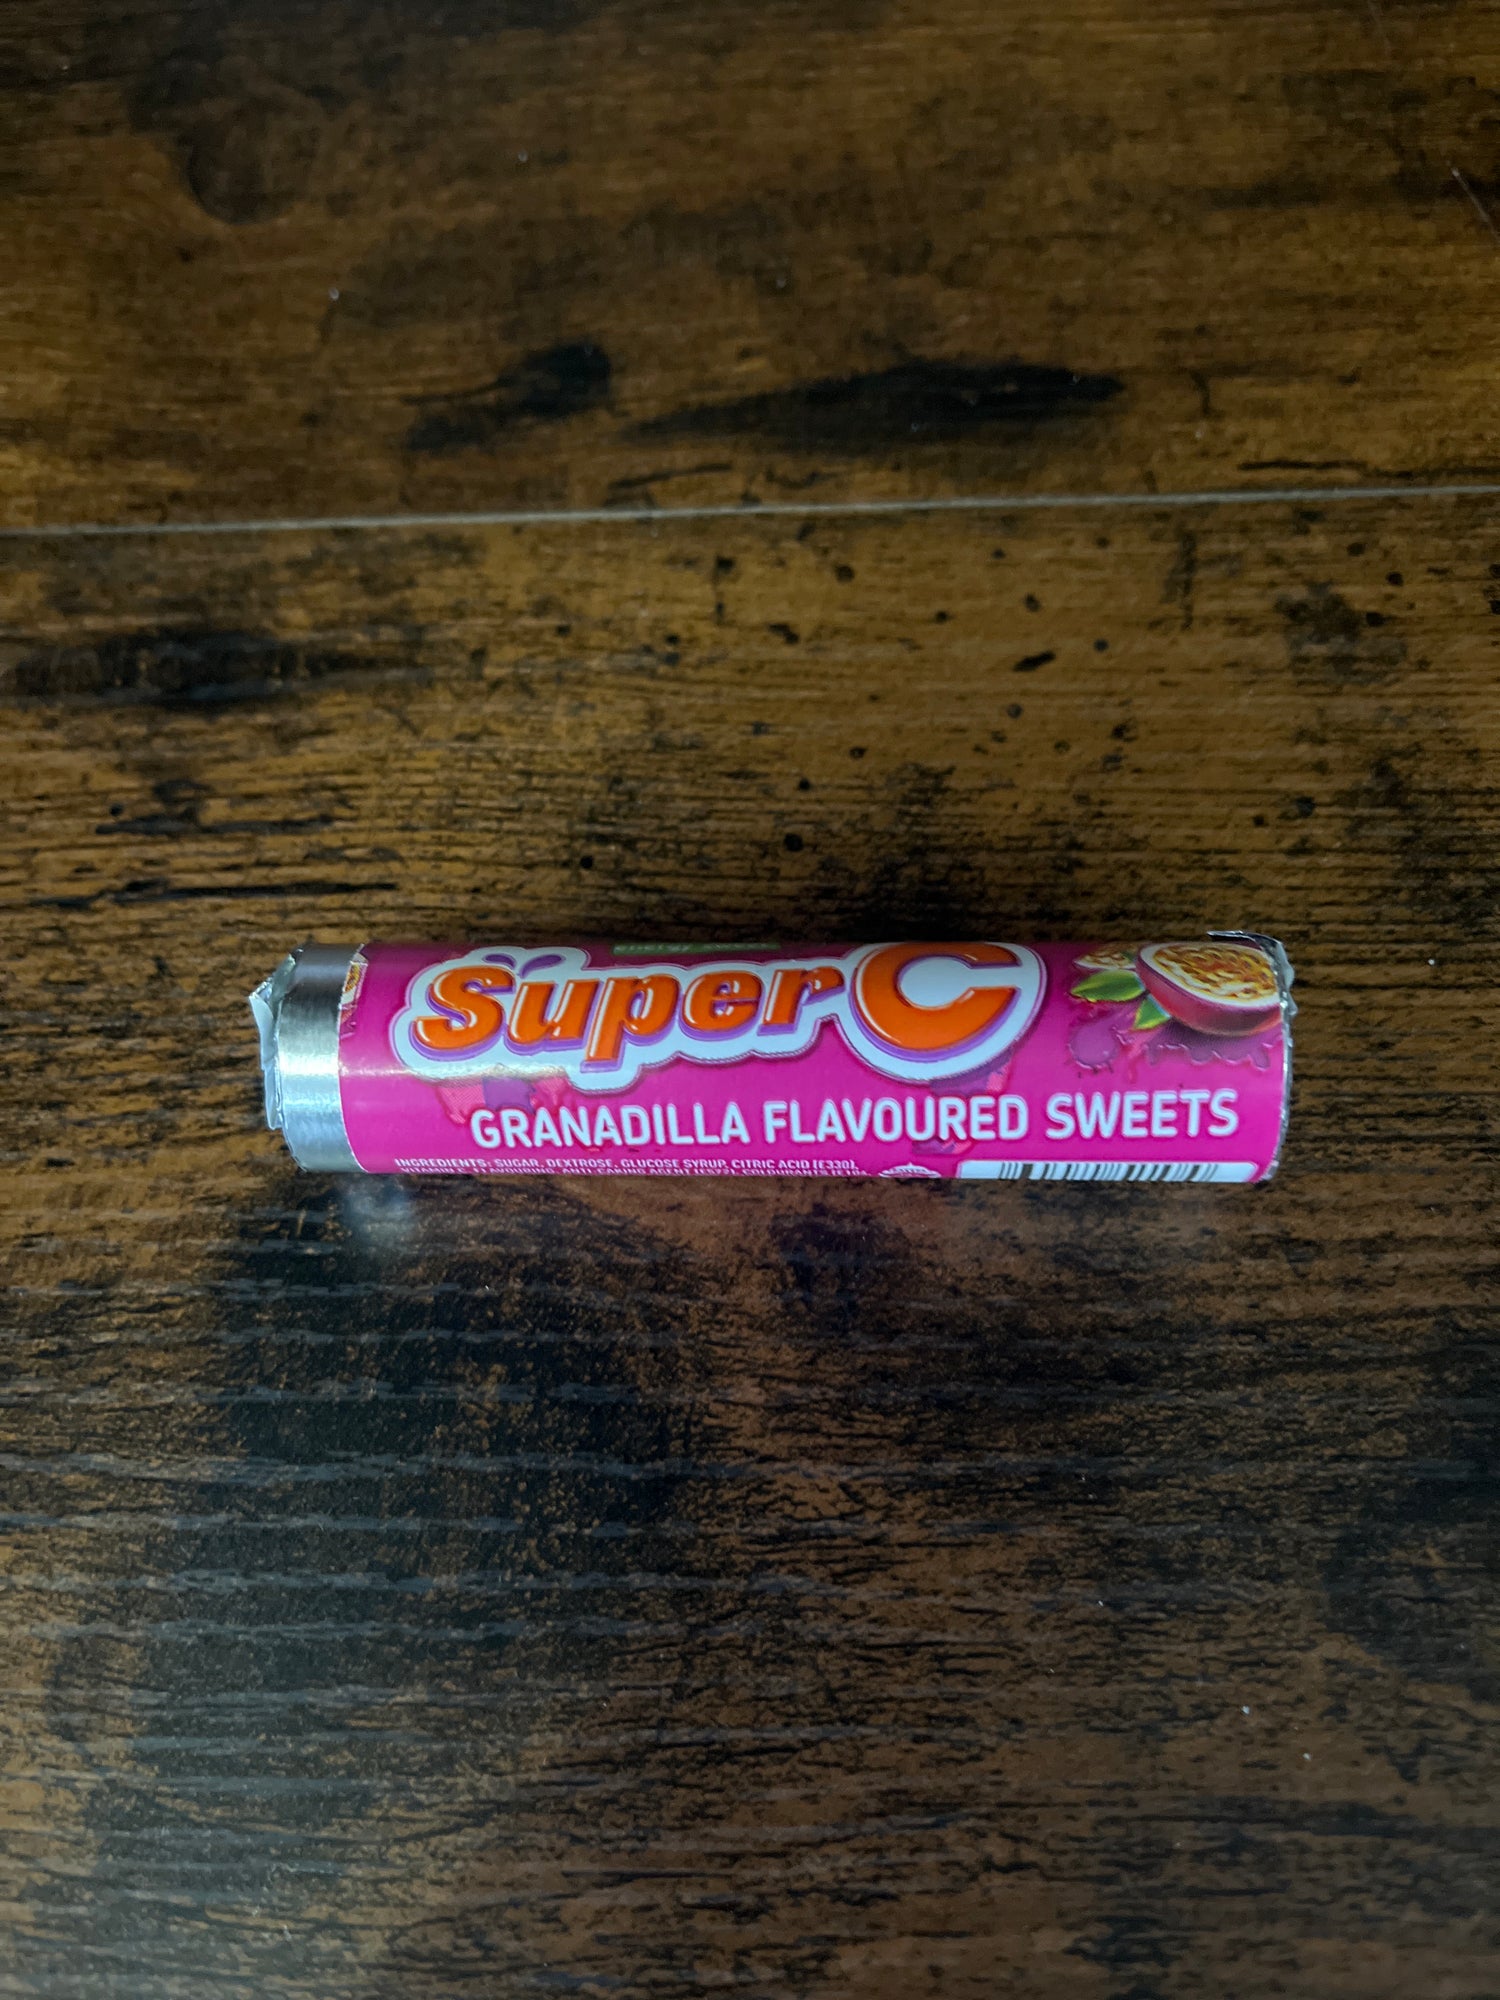 Super C
GRANADILLA FLAVOURED SWEETS
INGREDIENTS: SUGAR, DEXTROSE, GLUCOSE SYRUP, CITRIC ACID (E330),